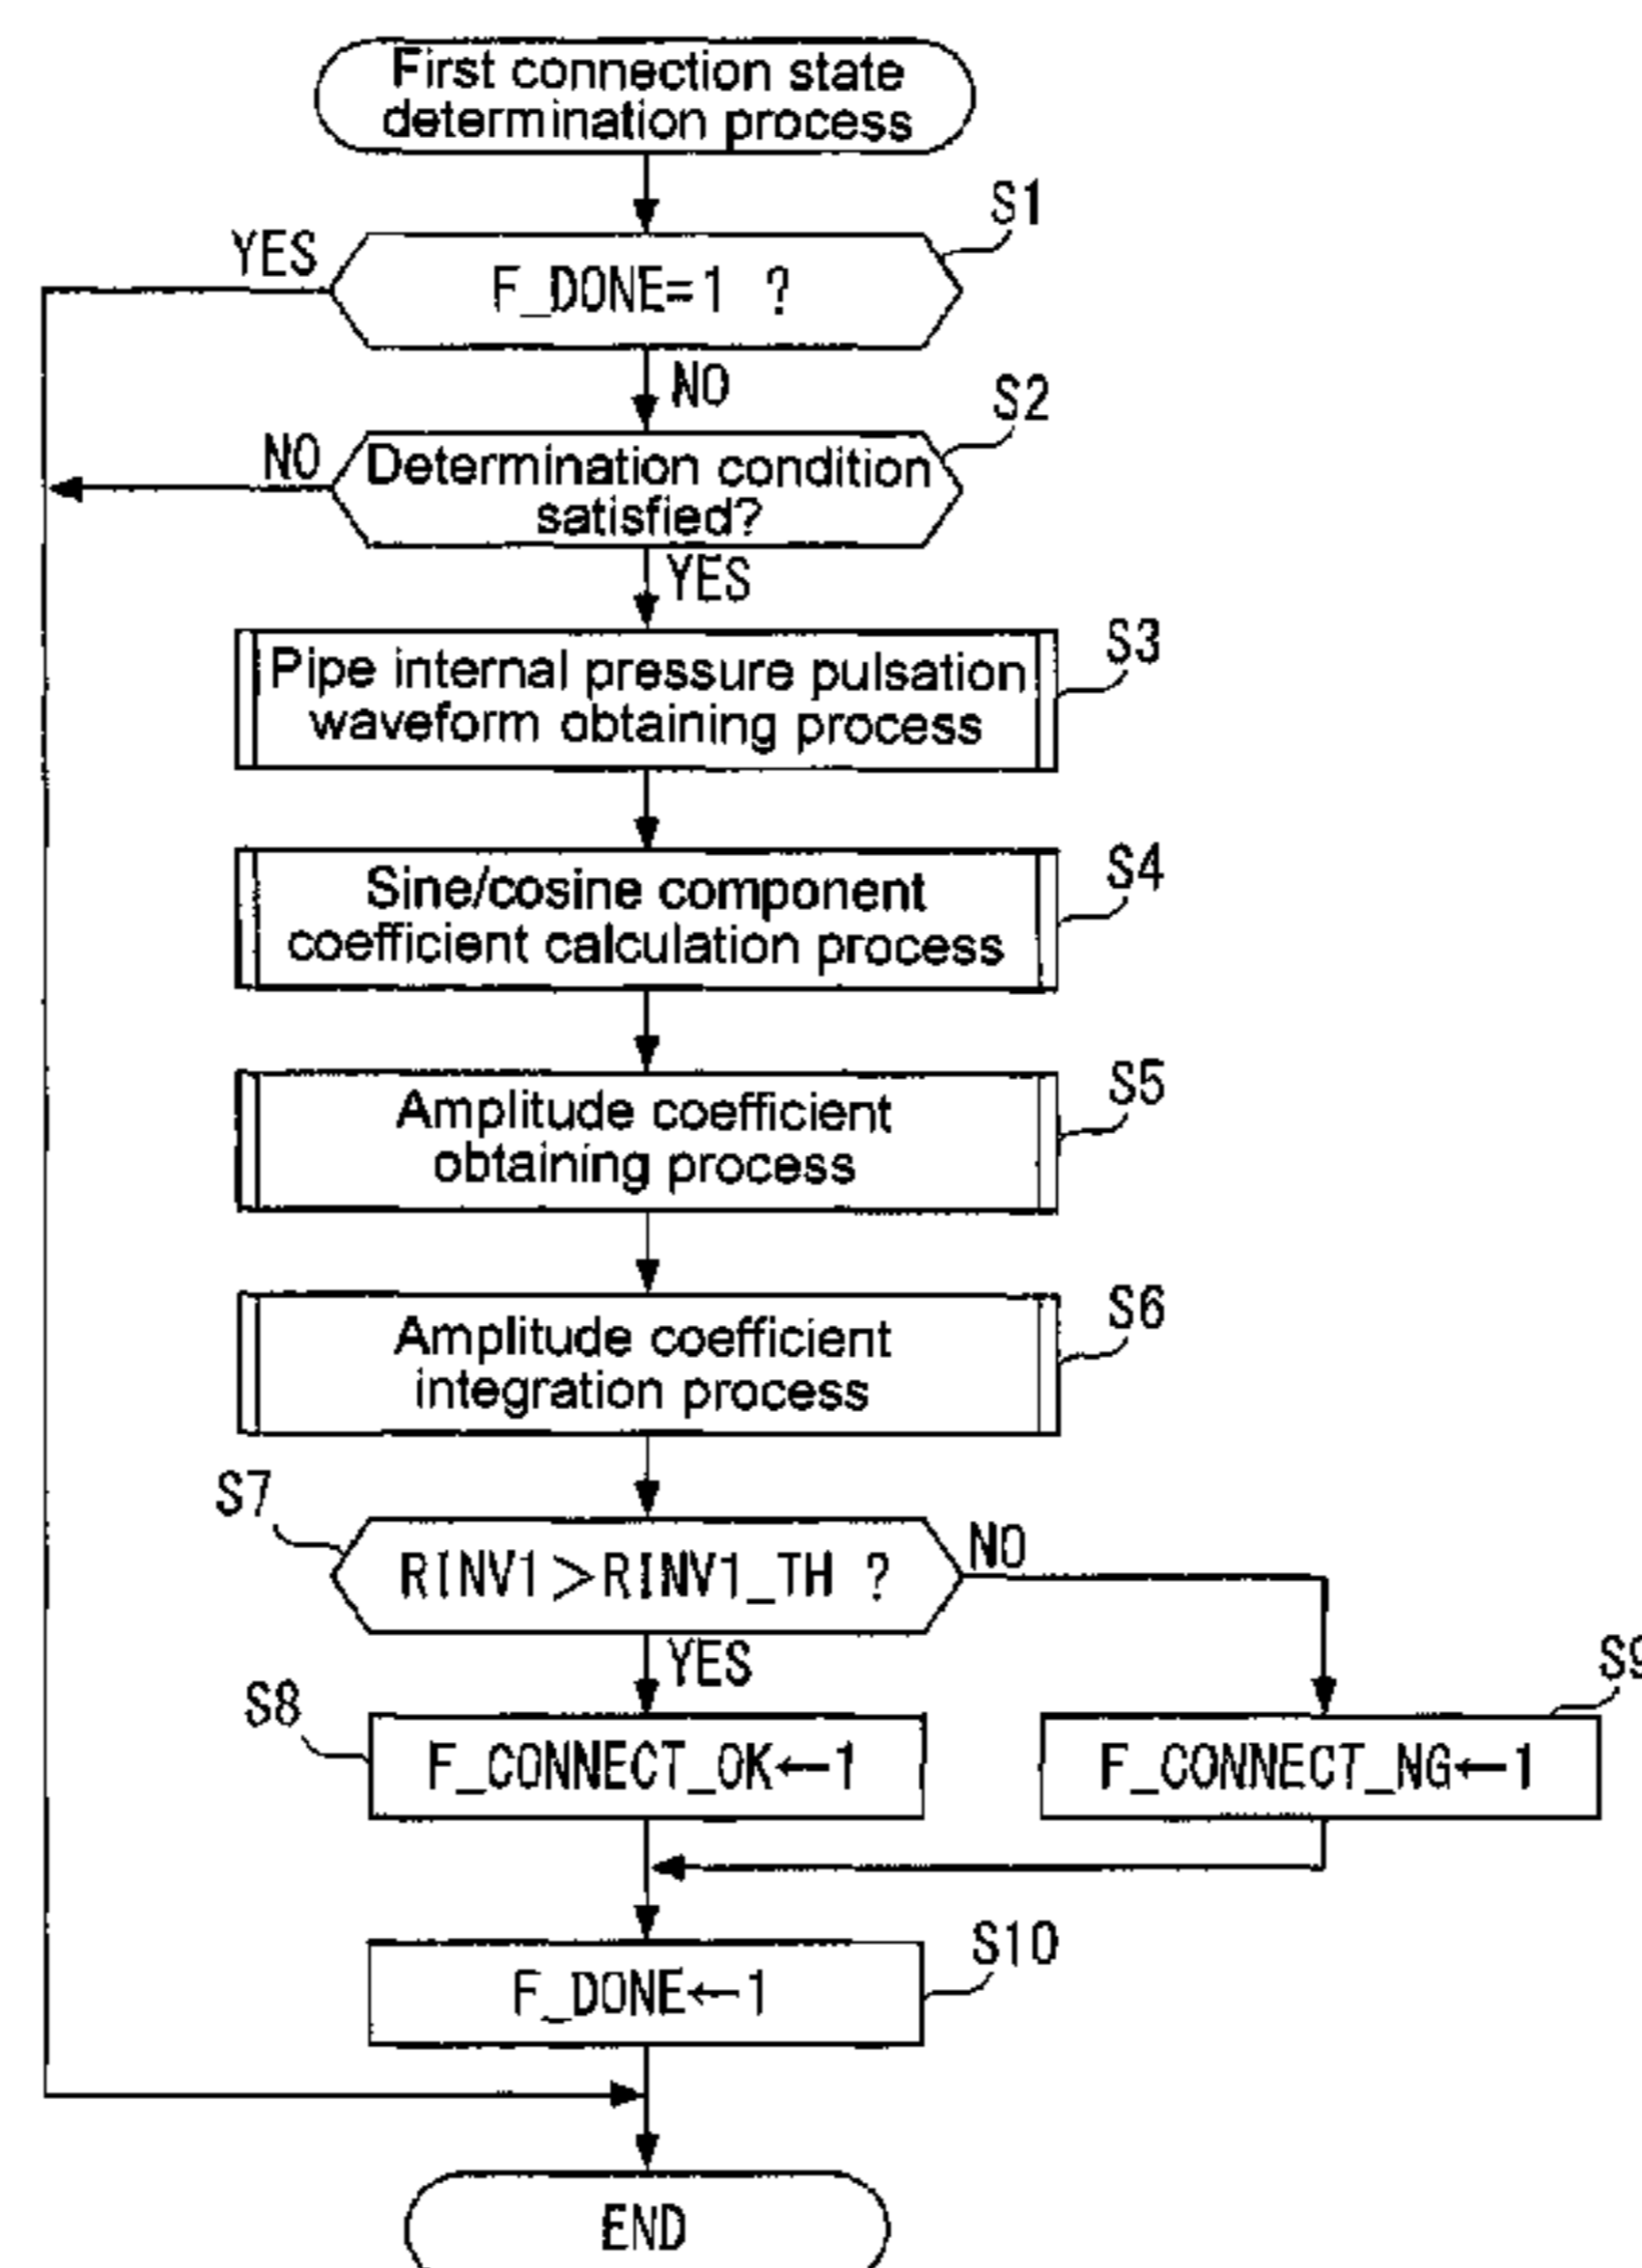 First connection state
determination process
S1
YES
F_DONE=1 ?
NO
S2
NO
Determination condition
satisfied?
YES
S3
Pipe internal pressure pulsation
waveform obtaining process
S4
Sine/cosine component
coefficient calculation process
S5
Amplitude coefficient
obtaining process
S6
Amplitude coefficient
integration process
S7
RINV1>RINV1_TH ?
NO
YES
S8
S9
F_CONNECT_OK←1
F_CONNECT_NG←1
S10
F_DONE←1
END